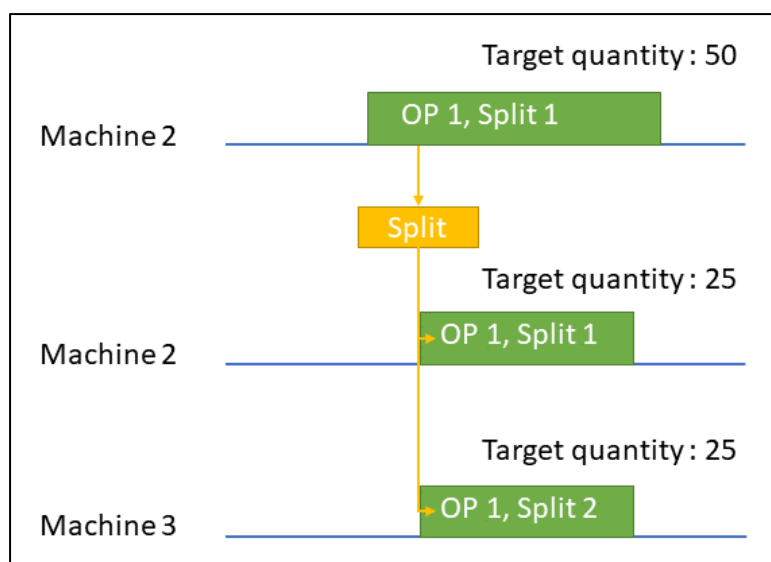 Target quantity : 50
OP 1, Split 1
Machine 2
Split
Target quantity : 25
OP 1, Split 1
Machine 2
Target quantity : 25
OP 1, Split 2
Machine 3